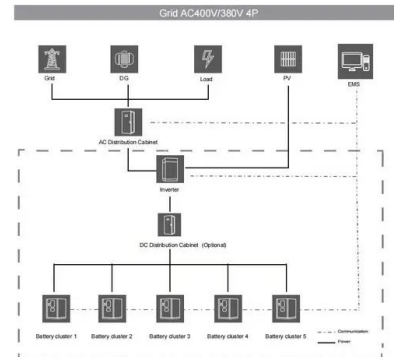 Grid AC400V/380V 4P
Grid
DG
Load
PV
EMS
AC Distribution Cabinet
Inverter
DC Distribution Cabinet (Optional)
Battery cluster 1
Battery cluster 2
Battery cluster 3
Battery cluster 4
Battery cluster 5
Communication
Power